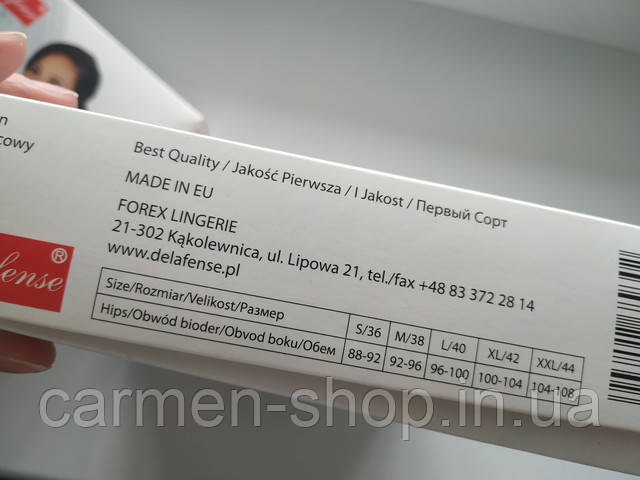 Best Quality / Jakość Pierwsza / I Jakost / Первый Сорт
MADE IN EU
FOREX LINGERIE
21-302 Kąkolewnica, ul. Lipowa 21, tel./fax +48 83 372 28 14
www.delafense.pl
Size/Rozmiar/Velikost/Размер S/36 M/38 L/40 XL/42 XXL/44
Hips/Obwód bioder/Obvod boku/Обем 88-92 92-96 96-100 100-104 104-108
®
carmen-shop.in.ua